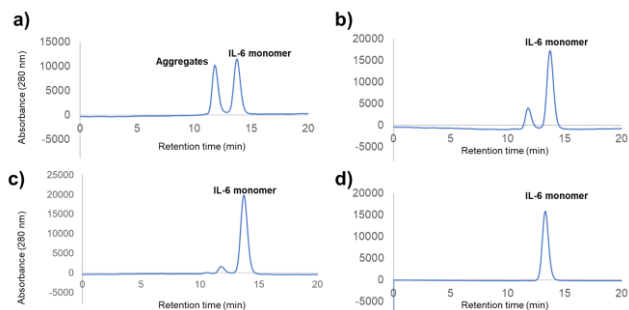 a)
Aggregates
IL-6 monomer
Absorbance (280 nm)
15000
10000
5000
0
-5000
0 5 10 15 20
Retention time (min)
b)
IL-6 monomer
20000
15000
10000
5000
0
-5000
0 5 10 15 20
Retention time (min)
c)
IL-6 monomer
Absorbance (280 nm)
25000
20000
15000
10000
5000
0
-5000
0 5 10 15 20
Retention time (min)
d)
IL-6 monomer
20000
15000
10000
5000
0
-5000
0 5 10 15 20
Retention time (min)